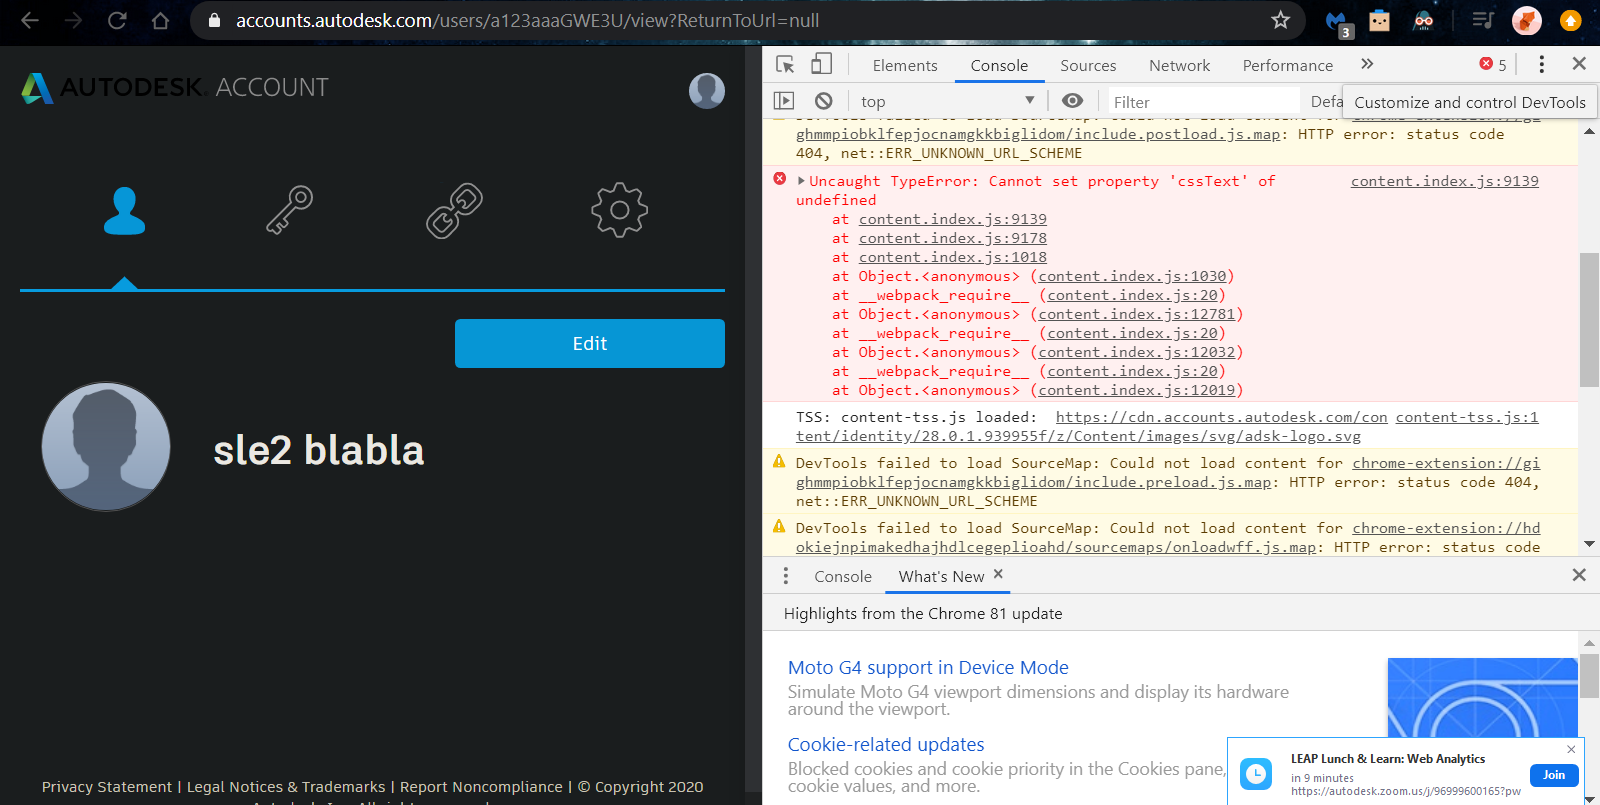 accounts.autodesk.com/users/a123aaaGWE3U/view?ReturnToUrl=null
3
AUTODESK. ACCOUNT
Edit
sle2 blabla
Privacy Statement | Legal Notices & Trademarks | Report Noncompliance | © Copyright 2020
Elements Console Sources Network Performance » 5
top Filter Defa
Customize and control DevTools
ghmmpiobklfepjocnamgkkbiglidom/include.postload.js.map: HTTP error: status code
404, net::ERR_UNKNOWN_URL_SCHEME
Uncaught TypeError: Cannot set property 'cssText' of content.index.js:9139
undefined
at content.index.js:9139
at content.index.js:9178
at content.index.js:1018
at Object.<anonymous> (content.index.js:1030)
at __webpack_require__ (content.index.js:20)
at Object.<anonymous> (content.index.js:12781)
at __webpack_require__ (content.index.js:20)
at Object.<anonymous> (content.index.js:12032)
at __webpack_require__ (content.index.js:20)
at Object.<anonymous> (content.index.js:12019)
TSS: content-tss.js loaded: https://cdn.accounts.autodesk.com/con content-tss.js:1
tent/identity/28.0.1.939955f/z/Content/images/svg/adsk-logo.svg
DevTools failed to load SourceMap: Could not load content for chrome-extension://gi
ghmmpiobklfepjocnamgkkbiglidom/include.preload.js.map: HTTP error: status code 404,
net::ERR_UNKNOWN_URL_SCHEME
DevTools failed to load SourceMap: Could not load content for chrome-extension://hd
okiejnpimakedhajhdlcegeplioahd/sourcemaps/onloadwff.js.map: HTTP error: status code
Console What's New
Highlights from the Chrome 81 update
Moto G4 support in Device Mode
Simulate Moto G4 viewport dimensions and display its hardware
around the viewport.
Cookie-related updates
Blocked cookies and cookie priority in the Cookies pane,
cookie values, and more.
LEAP Lunch & Learn: Web Analytics
in 9 minutes
https://autodesk.zoom.us/j/96999600165?pw
Join